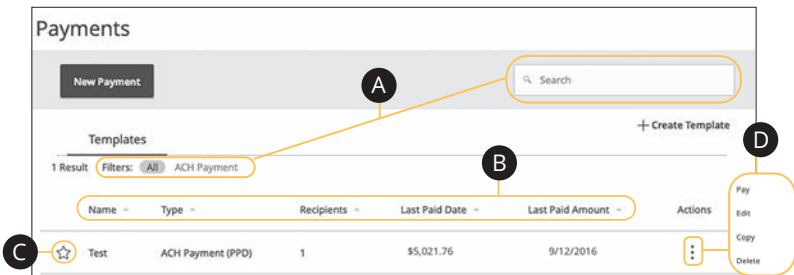 Payments
New Payment
Search
A
+ Create Template
Templates
D
1 Result Filters: All ACH Payment
B
Pay
Name Type Recipients Last Paid Date Last Paid Amount Actions
Edit
Copy
C
Test ACH Payment (PPD) 1 $5,021.76 9/12/2016
Delete